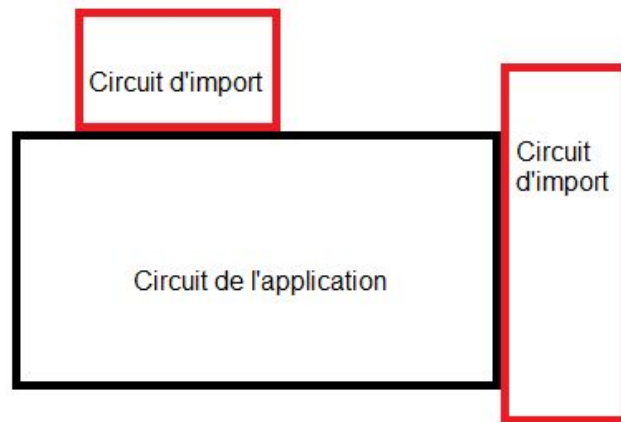 Circuit d'import
Circuit
d'import
Circuit de l'application